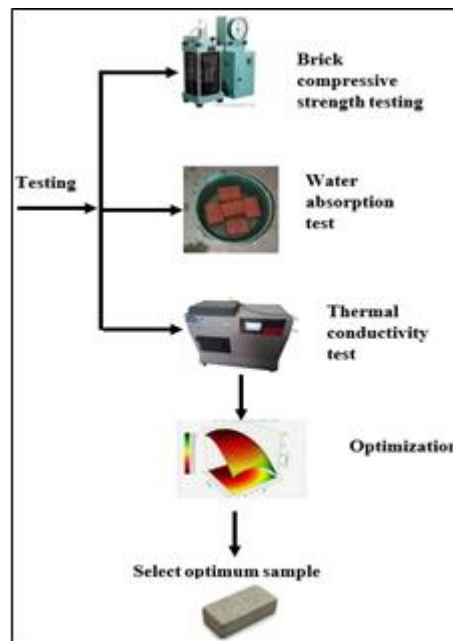 Brick
compressive
strength testing
Testing
Water
absorption
test
Thermal
conductivity
test
Optimization
Select optimum sample